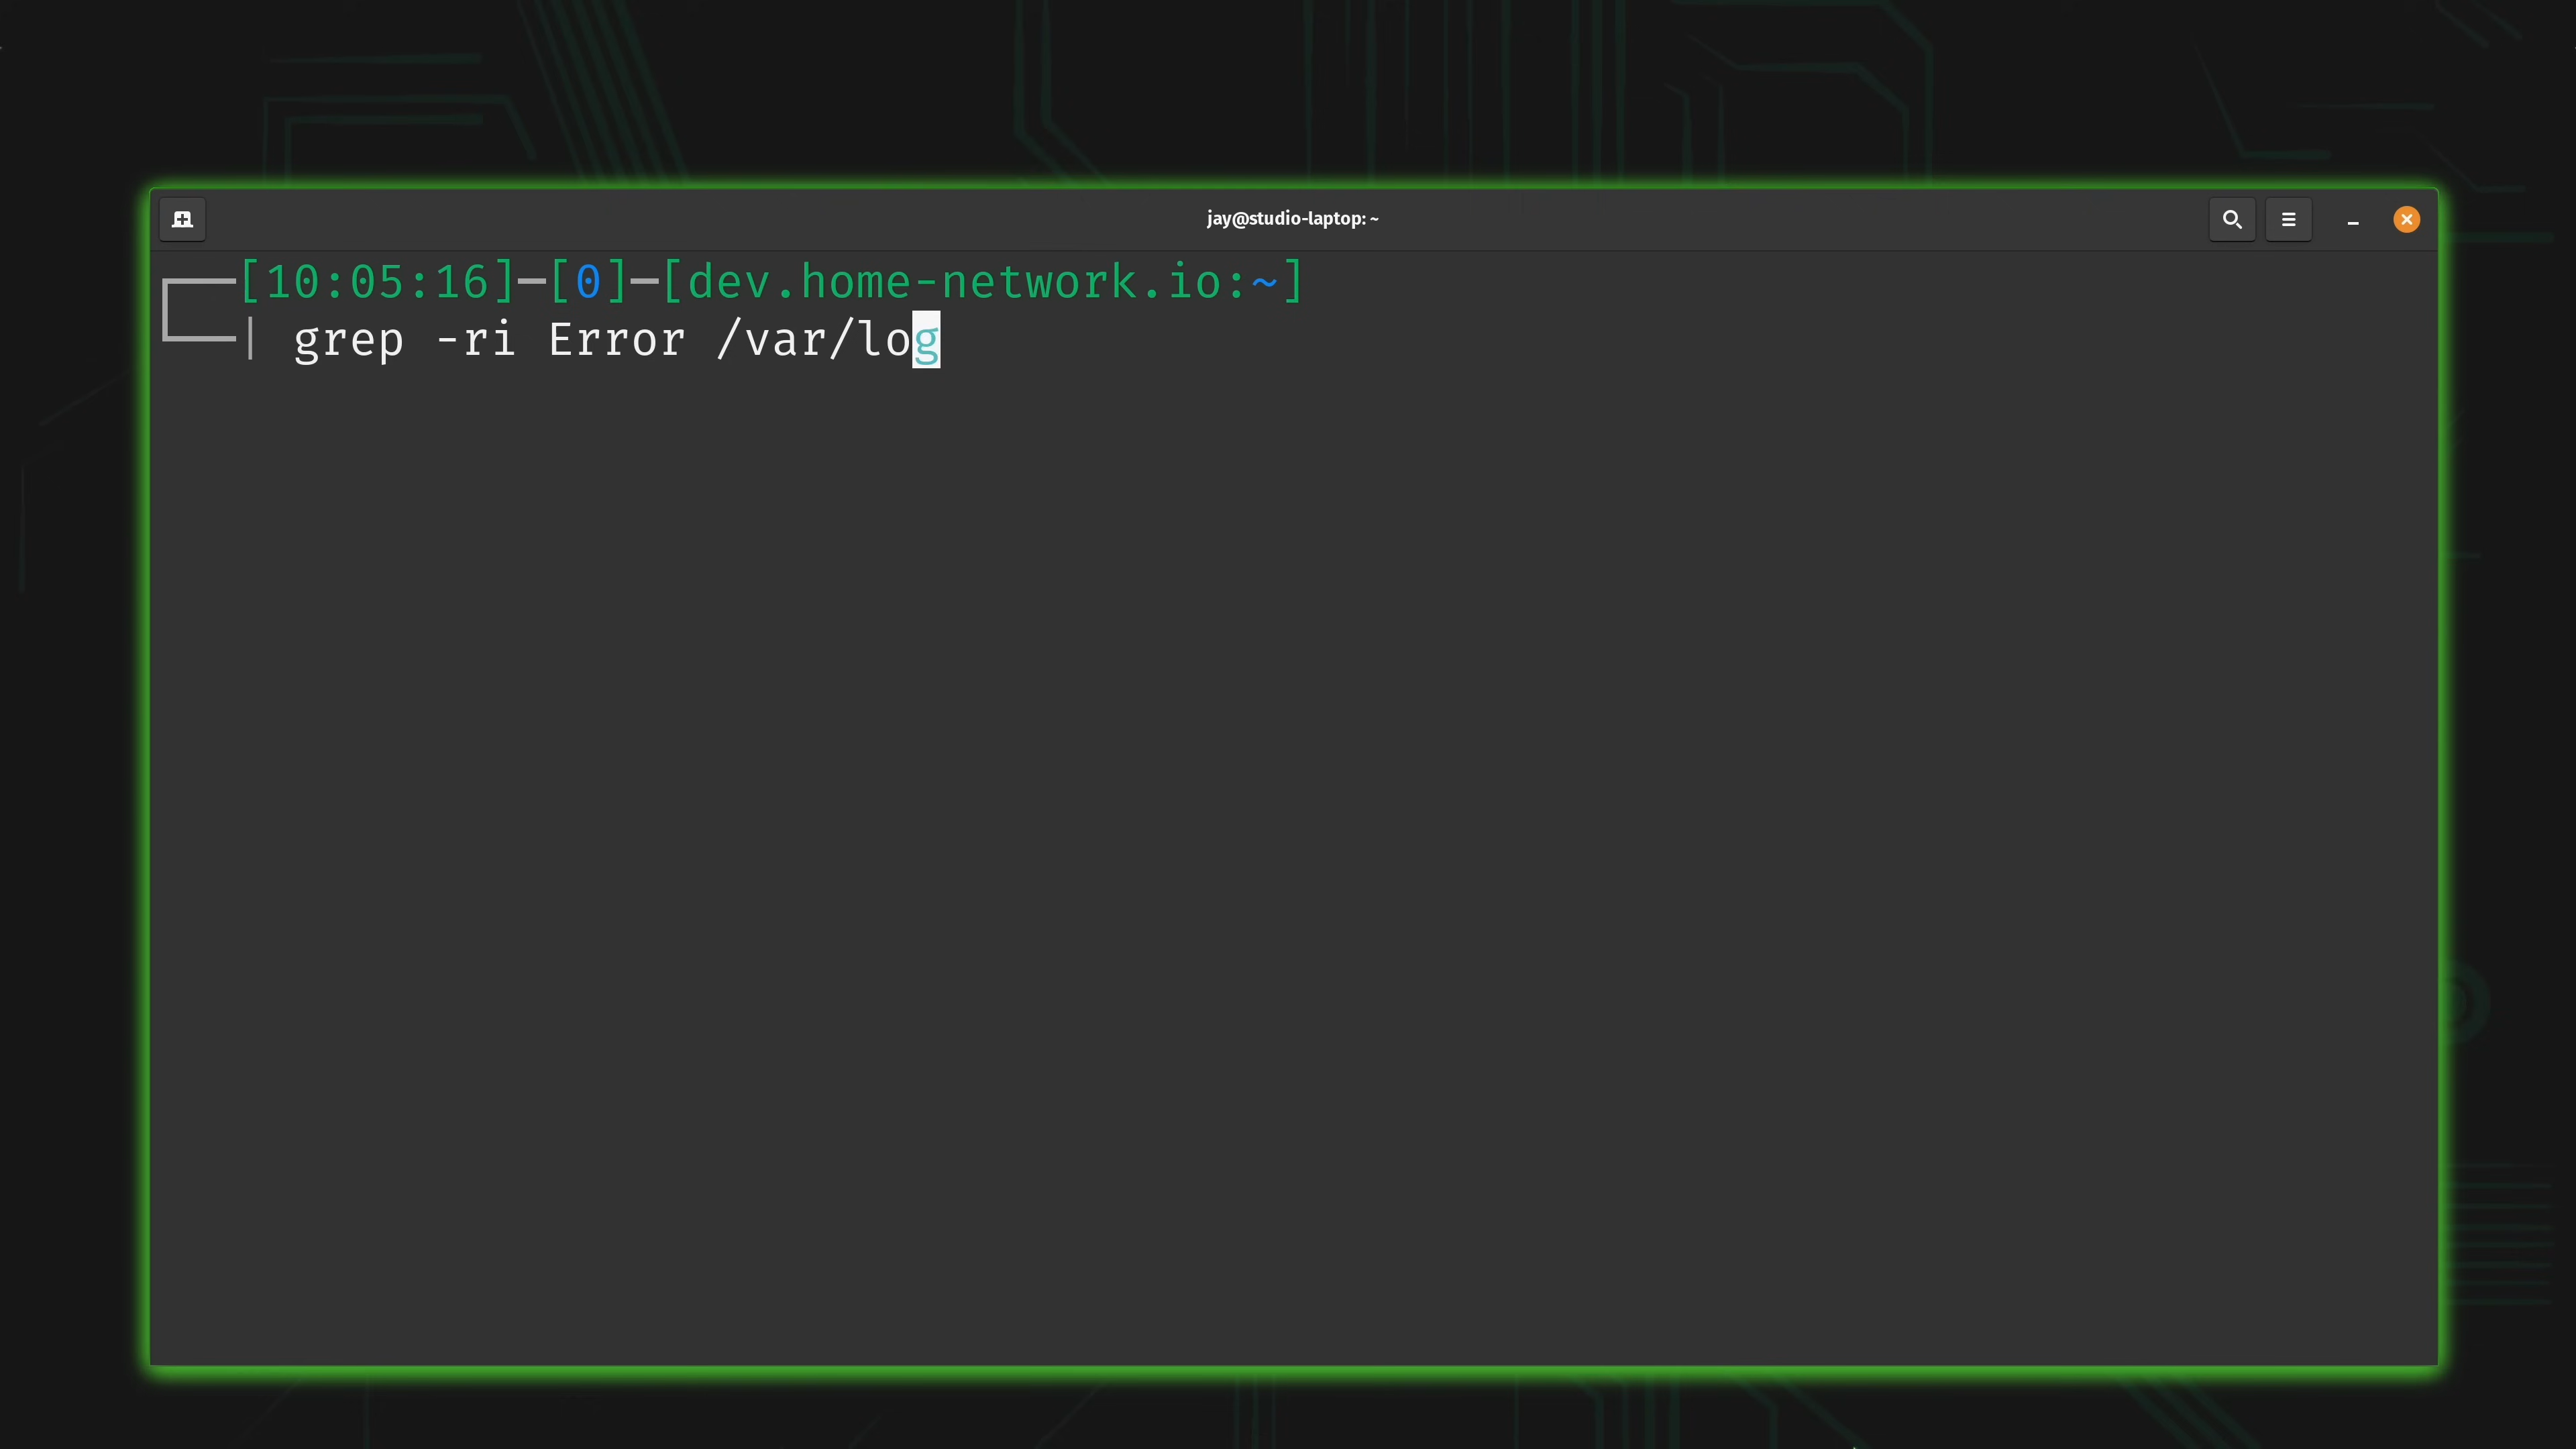 jay@studio-laptop: ~
┌──[10:05:16]─[0]─[dev.home-network.io:~]
└──| grep -ri Error /var/log